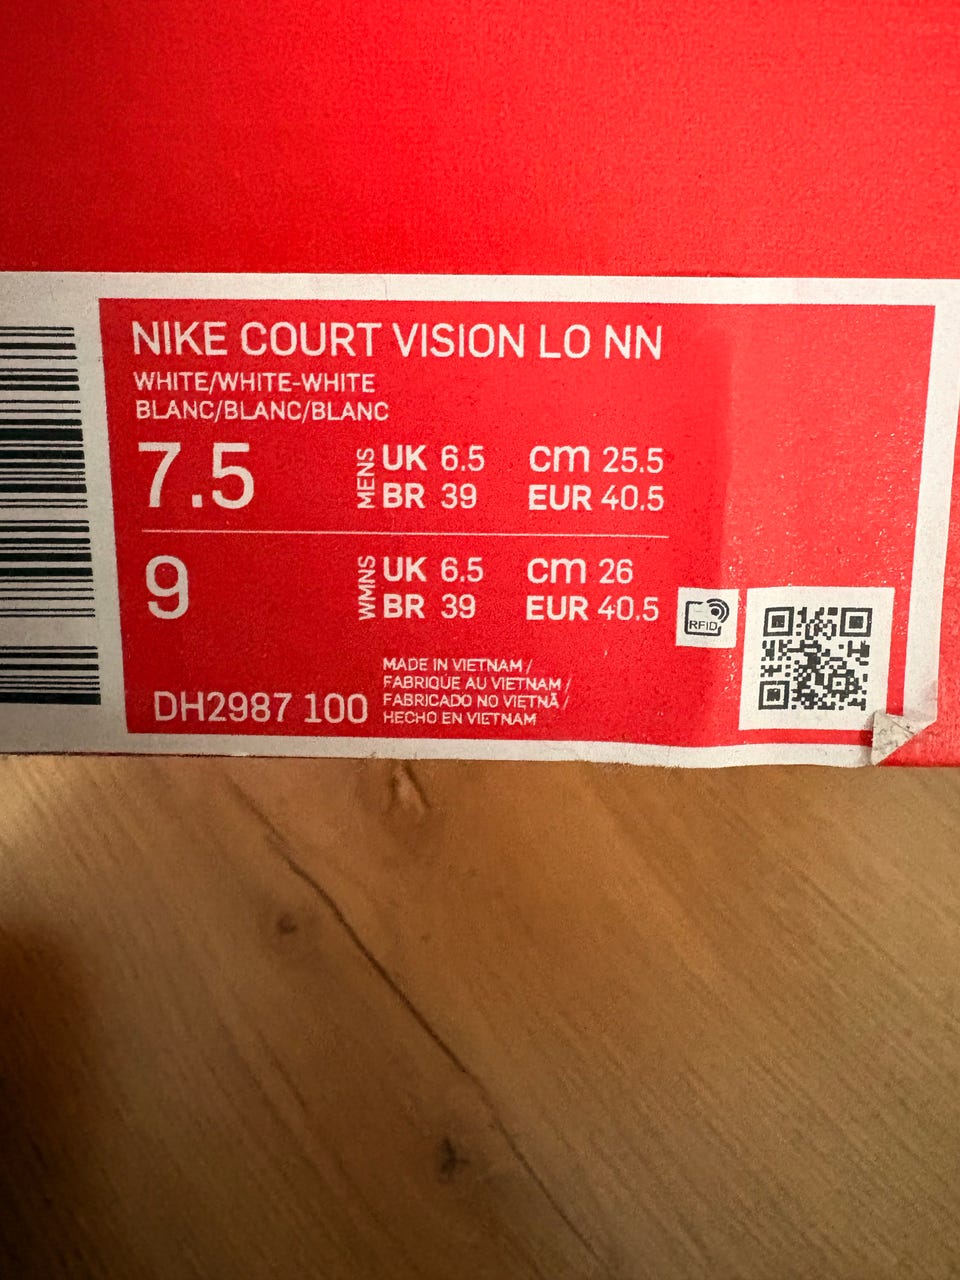 NIKE COURT VISION LO NN
WHITE/WHITE-WHITE
BLANC/BLANC/BLANC
7.5 MENS UK 6.5 cm 25.5
BR 39 EUR 40.5
9 WMNS UK 6.5 cm 26
BR 39 EUR 40.5
RFID
DH2987 100
MADE IN VIETNAM /
FABRIQUE AU VIETNAM /
FABRICADO NO VIETNÃ /
HECHO EN VIETNAM